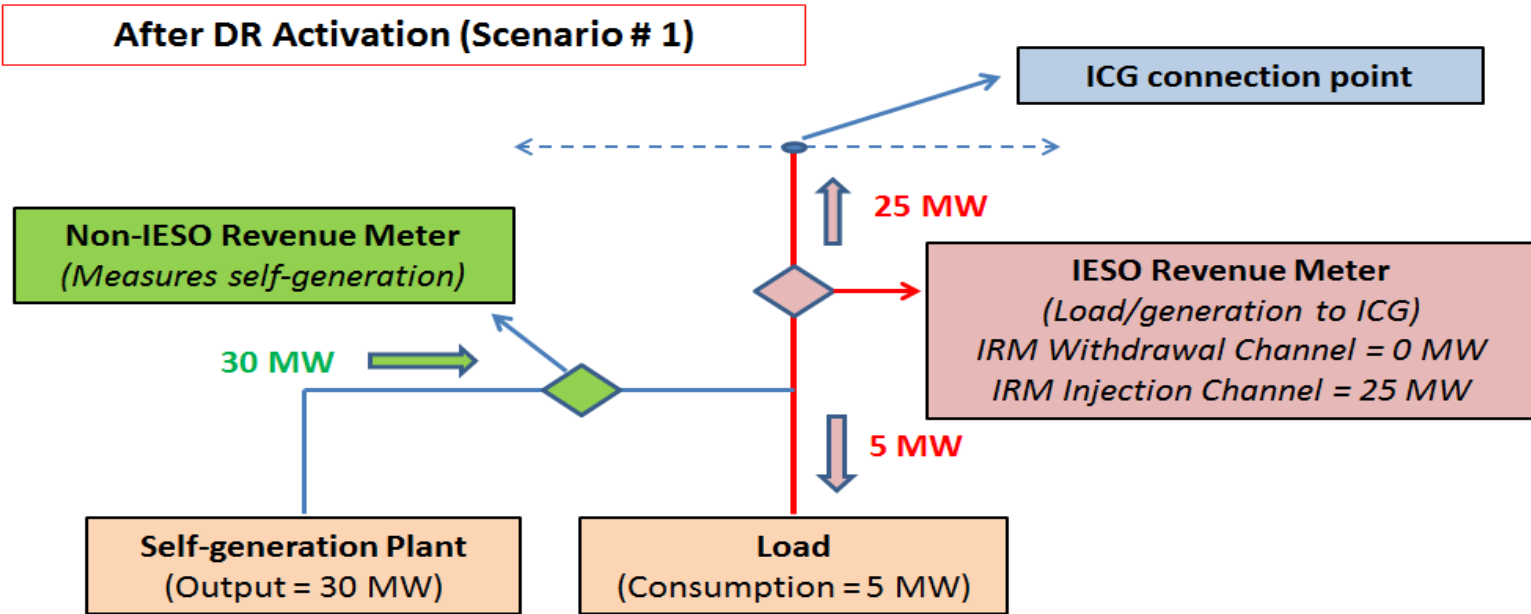 After DR Activation (Scenario # 1)
ICG connection point
25 MW
Non-IESO Revenue Meter
(Measures self-generation)
IESO Revenue Meter
(Load/generation to ICG)
IRM Withdrawal Channel = 0 MW
IRM Injection Channel = 25 MW
30 MW
5 MW
Self-generation Plant
(Output = 30 MW)
Load
(Consumption = 5 MW)